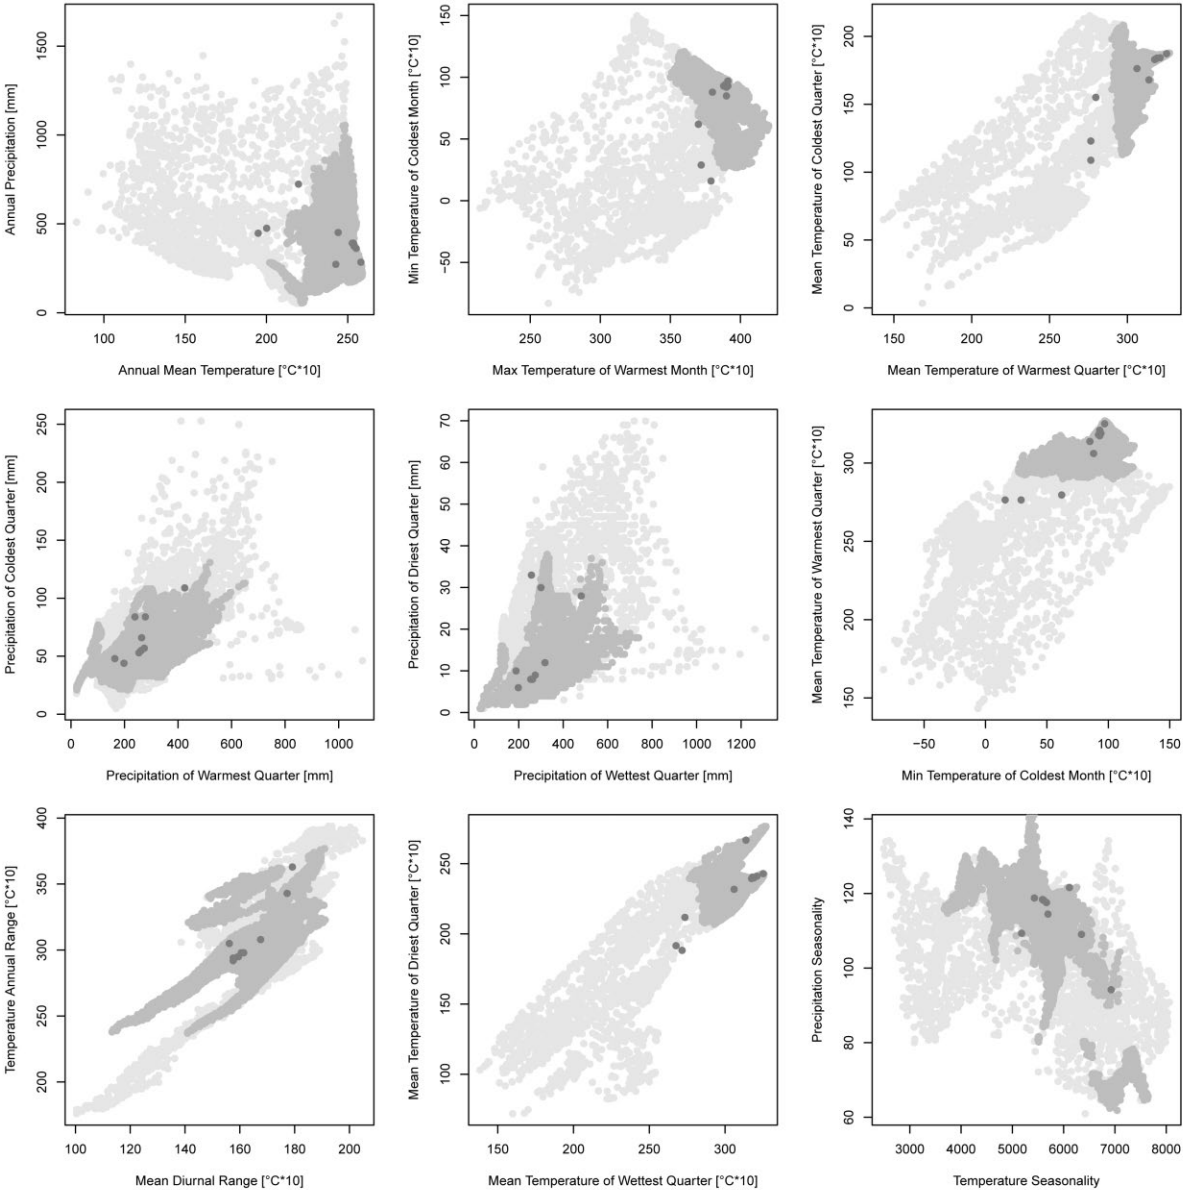 Annual Precipitation [mm]
0 500 1000 1500
100 150 200 250
Annual Mean Temperature [°C*10]
Min Temperature of Coldest Month [°C*10]
−50 0 50 100 150
250 300 350 400
Max Temperature of Warmest Month [°C*10]
Mean Temperature of Coldest Quarter [°C*10]
0 50 100 150 200
150 200 250 300
Mean Temperature of Warmest Quarter [°C*10]
Precipitation of Coldest Quarter [mm]
0 50 100 150 200 250
0 200 400 600 800 1000
Precipitation of Warmest Quarter [mm]
Precipitation of Driest Quarter [mm]
0 10 20 30 40 50 60 70
0 200 400 600 800 1000 1200
Precipitation of Wettest Quarter [mm]
Mean Temperature of Warmest Quarter [°C*10]
150 200 250 300
−50 0 50 100 150
Min Temperature of Coldest Month [°C*10]
Temperature Annual Range [°C*10]
200 250 300 350 400
100 120 140 160 180 200
Mean Diurnal Range [°C*10]
Mean Temperature of Driest Quarter [°C*10]
100 150 200 250
150 200 250 300
Mean Temperature of Wettest Quarter [°C*10]
Precipitation Seasonality
60 80 100 120 140
3000 4000 5000 6000 7000 8000
Temperature Seasonality